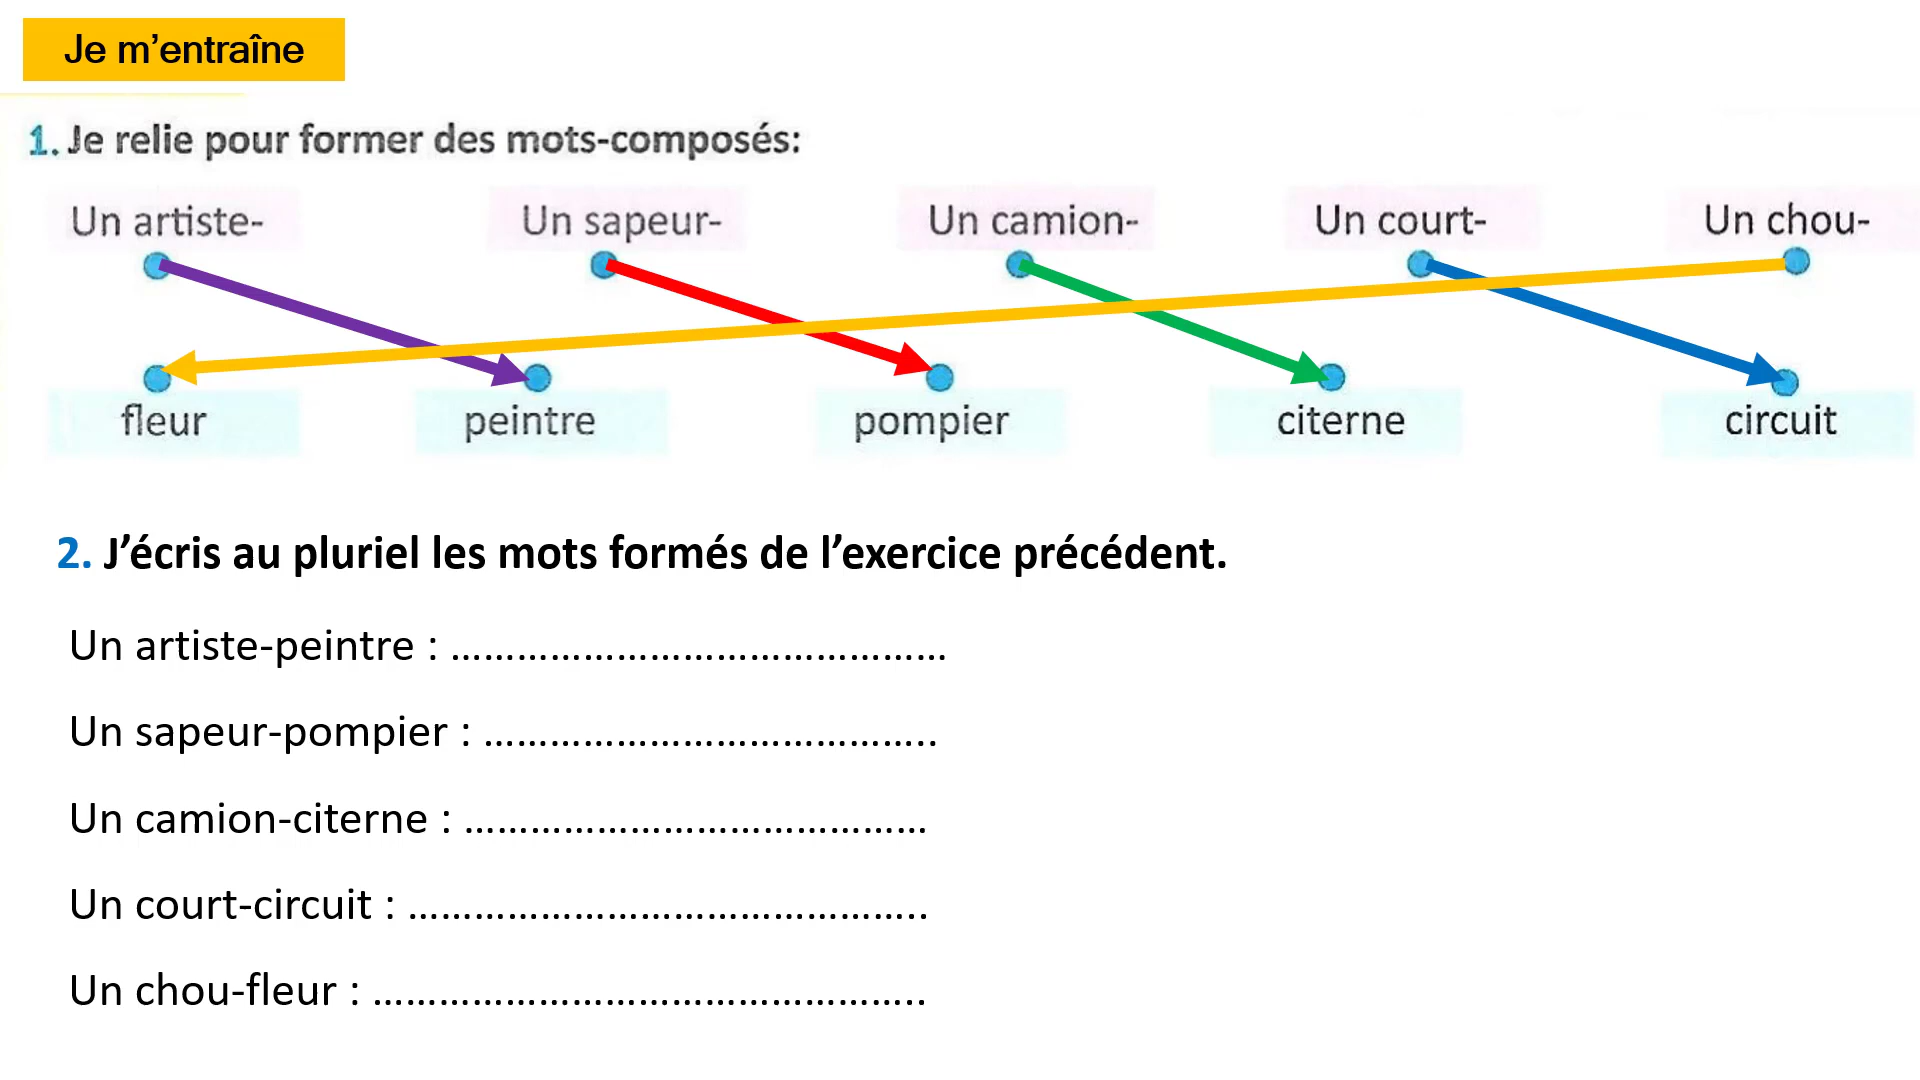 Je m’entraîne
1. Je relie pour former des mots-composés:
Un artiste- Un sapeur- Un camion- Un court- Un chou-
fleur peintre pompier citerne circuit
2. J’écris au pluriel les mots formés de l’exercice précédent.
Un artiste-peintre : ………………………………………
Un sapeur-pompier : …………………………………..
Un camion-citerne : ……………………………………
Un court-circuit : ………………………………………..
Un chou-fleur : …………………………………………..